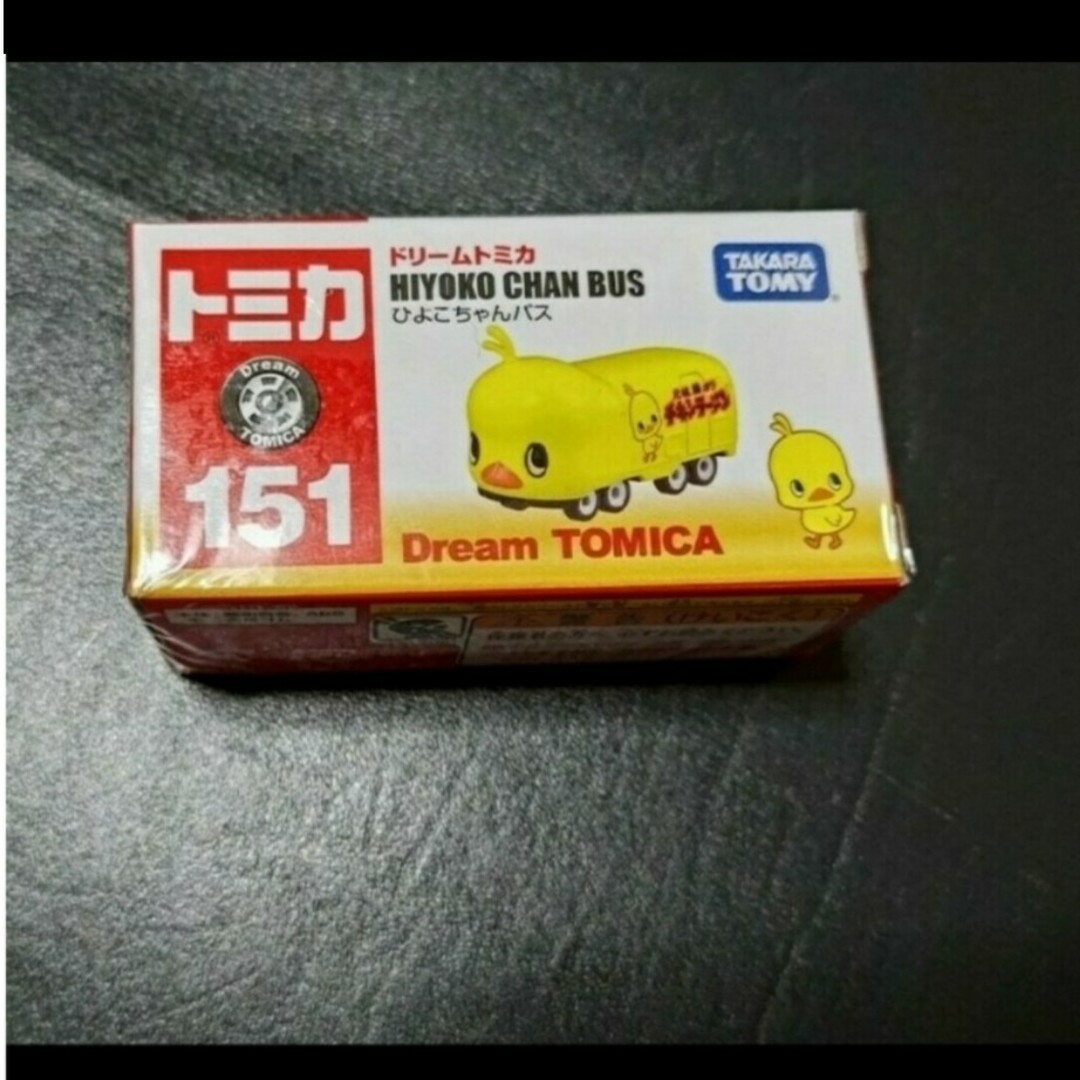 トミカ
Dream
TOMICA
151
ドリームトミカ
HIYOKO CHAN BUS
ひよこちゃんバス
TAKARA
TOMY
チキンラーメン
Dream TOMICA